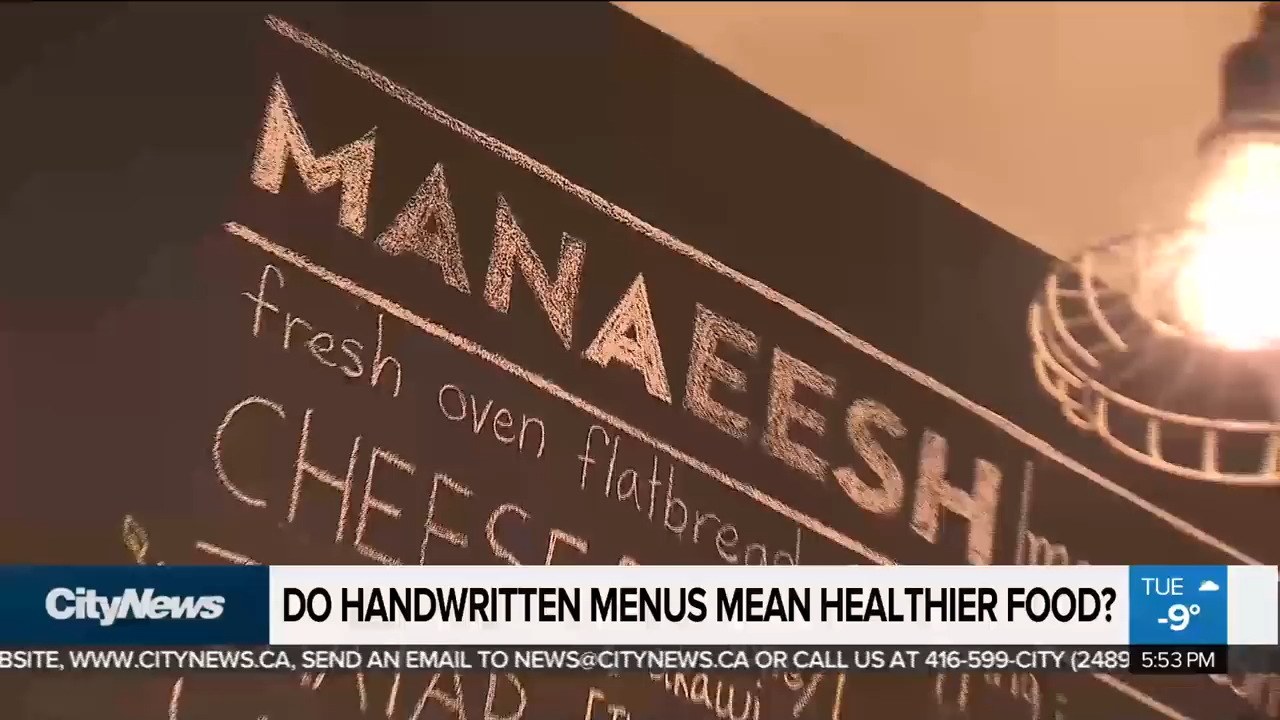 MANAEESH
fresh oven flatbread
CHEESE
CityNews
DO HANDWRITTEN MENUS MEAN HEALTHIER FOOD?
TUE
-9°
BSITE, WWW.CITYNEWS.CA, SEND AN EMAIL TO NEWS@CITYNEWS.CA OR CALL US AT 416-599-CITY (2489
5:53 PM